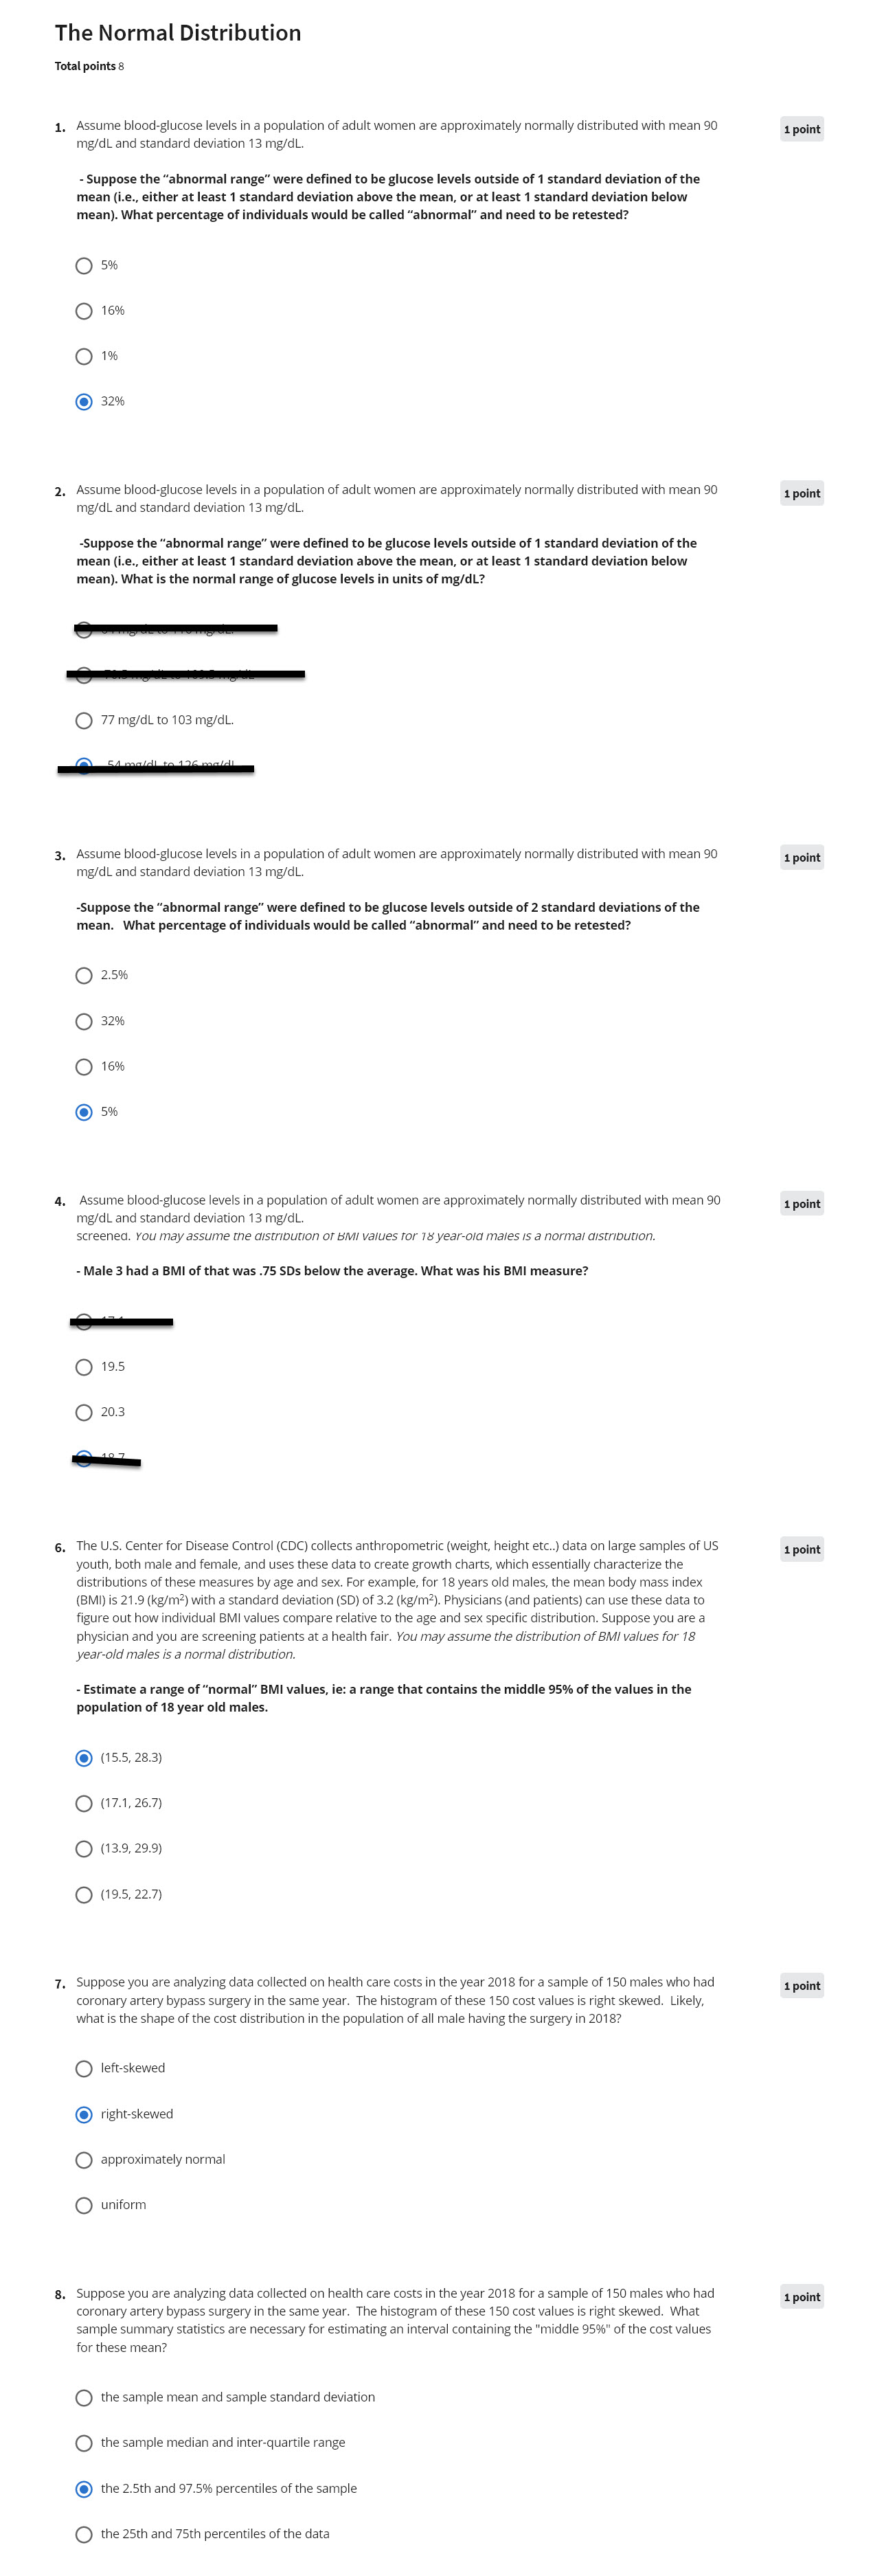 The Normal Distribution
Total points 8
1. Assume blood-glucose levels in a population of adult women are approximately normally distributed with mean 90
mg/dL and standard deviation 13 mg/dL.
1 point
- Suppose the “abnormal range” were defined to be glucose levels outside of 1 standard deviation of the
mean (i.e., either at least 1 standard deviation above the mean, or at least 1 standard deviation below
mean). What percentage of individuals would be called “abnormal” and need to be retested?
5%
16%
1%
32%
2. Assume blood-glucose levels in a population of adult women are approximately normally distributed with mean 90
mg/dL and standard deviation 13 mg/dL.
1 point
-Suppose the “abnormal range” were defined to be glucose levels outside of 1 standard deviation of the
mean (i.e., either at least 1 standard deviation above the mean, or at least 1 standard deviation below
mean). What is the normal range of glucose levels in units of mg/dL?
77 mg/dL to 103 mg/dL.
54 mg/dL to 126 mg/dL
3. Assume blood-glucose levels in a population of adult women are approximately normally distributed with mean 90
mg/dL and standard deviation 13 mg/dL.
1 point
-Suppose the “abnormal range” were defined to be glucose levels outside of 2 standard deviations of the
mean. What percentage of individuals would be called “abnormal” and need to be retested?
2.5%
32%
16%
5%
4. Assume blood-glucose levels in a population of adult women are approximately normally distributed with mean 90
mg/dL and standard deviation 13 mg/dL.
1 point
screened. You may assume the distribution of BMI values for 18 year-old males is a normal distribution.
- Male 3 had a BMI of that was .75 SDs below the average. What was his BMI measure?
19.5
20.3
18.7
6. The U.S. Center for Disease Control (CDC) collects anthropometric (weight, height etc..) data on large samples of US
youth, both male and female, and uses these data to create growth charts, which essentially characterize the
distributions of these measures by age and sex. For example, for 18 years old males, the mean body mass index
(BMI) is 21.9 (kg/m²) with a standard deviation (SD) of 3.2 (kg/m²). Physicians (and patients) can use these data to
figure out how individual BMI values compare relative to the age and sex specific distribution. Suppose you are a
physician and you are screening patients at a health fair. You may assume the distribution of BMI values for 18
year-old males is a normal distribution.
1 point
- Estimate a range of “normal” BMI values, ie: a range that contains the middle 95% of the values in the
population of 18 year old males.
(15.5, 28.3)
(17.1, 26.7)
(13.9, 29.9)
(19.5, 22.7)
7. Suppose you are analyzing data collected on health care costs in the year 2018 for a sample of 150 males who had
coronary artery bypass surgery in the same year. The histogram of these 150 cost values is right skewed. Likely,
what is the shape of the cost distribution in the population of all male having the surgery in 2018?
1 point
left-skewed
right-skewed
approximately normal
uniform
8. Suppose you are analyzing data collected on health care costs in the year 2018 for a sample of 150 males who had
coronary artery bypass surgery in the same year. The histogram of these 150 cost values is right skewed. What
sample summary statistics are necessary for estimating an interval containing the "middle 95%" of the cost values
for these mean?
1 point
the sample mean and sample standard deviation
the sample median and inter-quartile range
the 2.5th and 97.5% percentiles of the sample
the 25th and 75th percentiles of the data